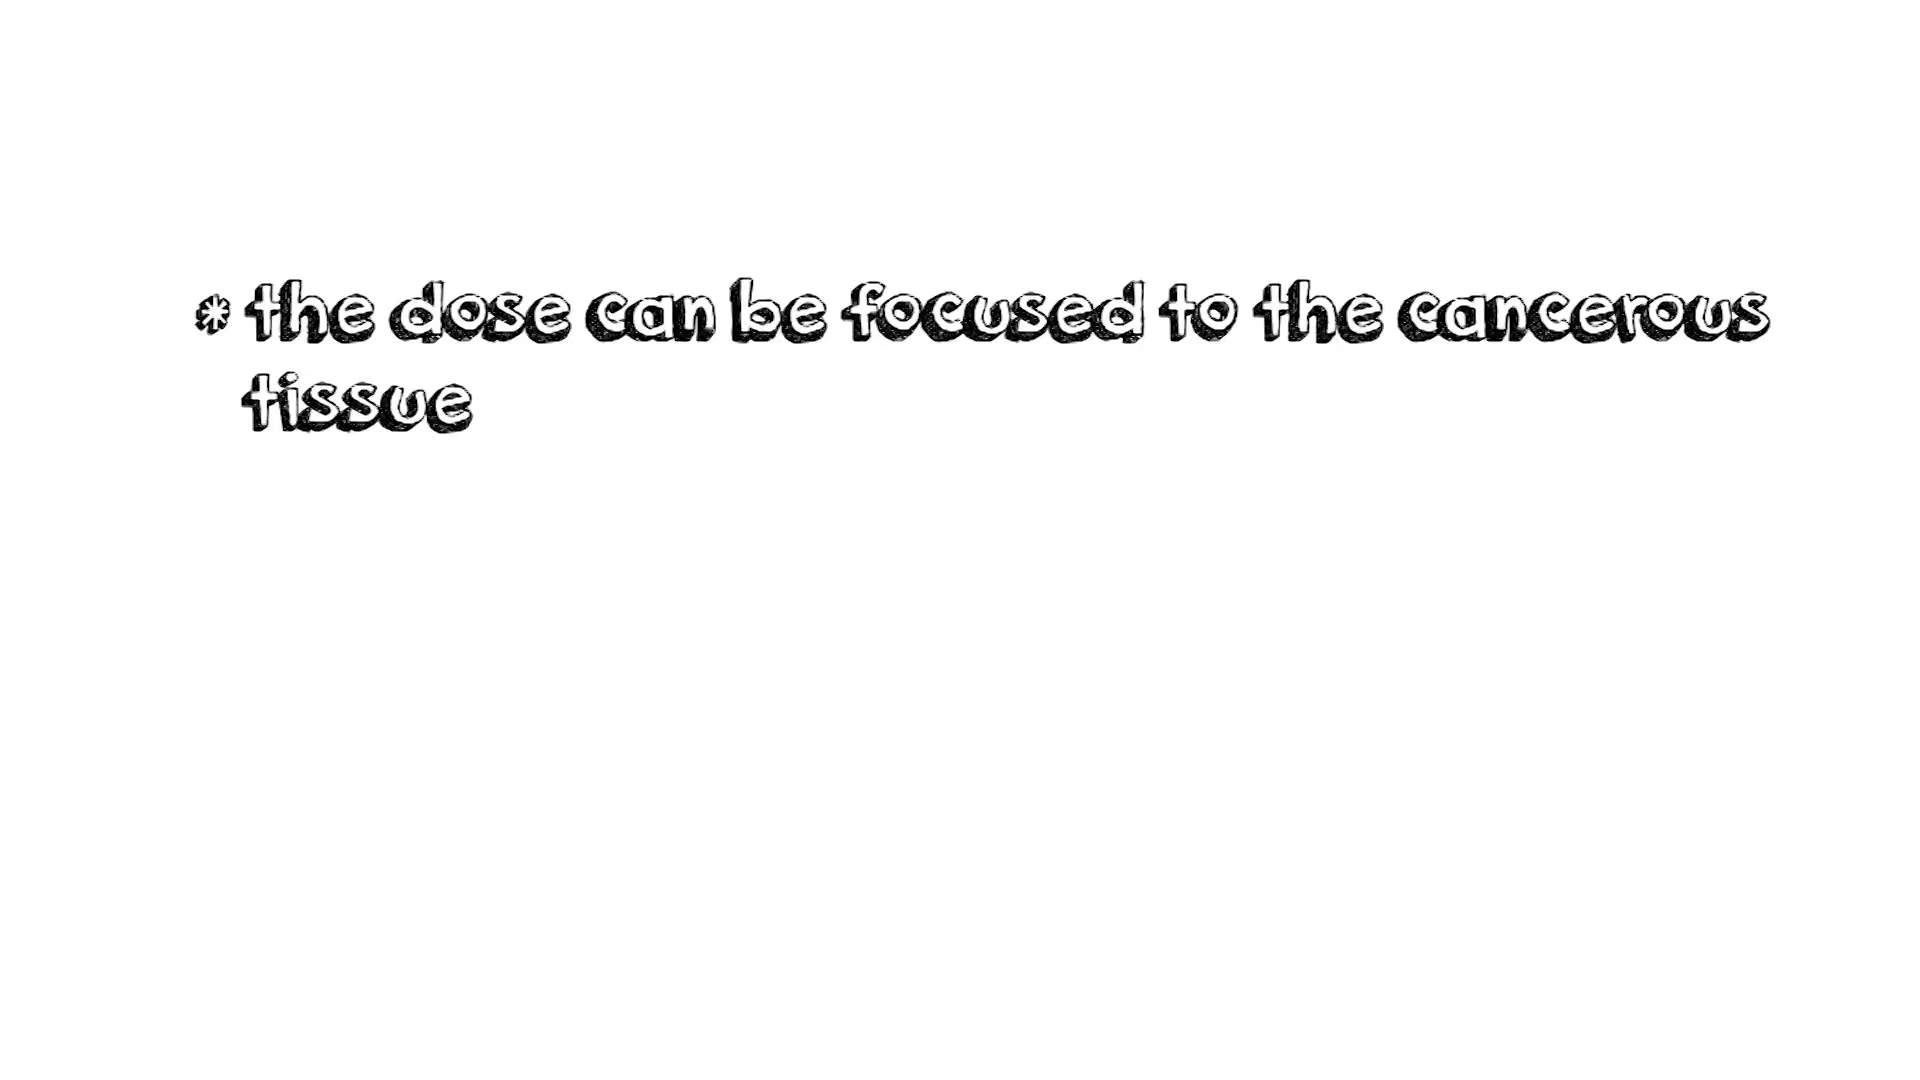 * the dose can be focused to the cancerous
tissue